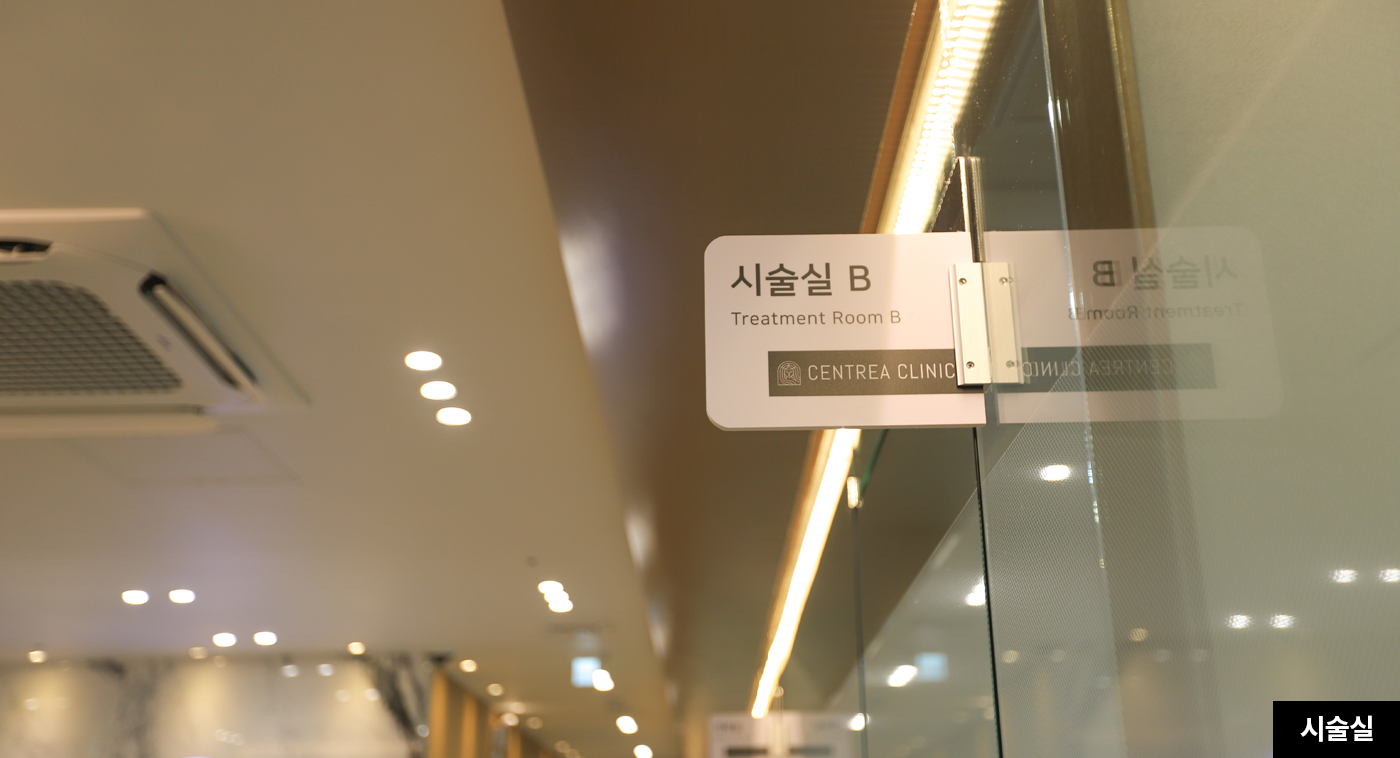 시술실 B
Treatment Room B
CENTREA CLINIC
시술실